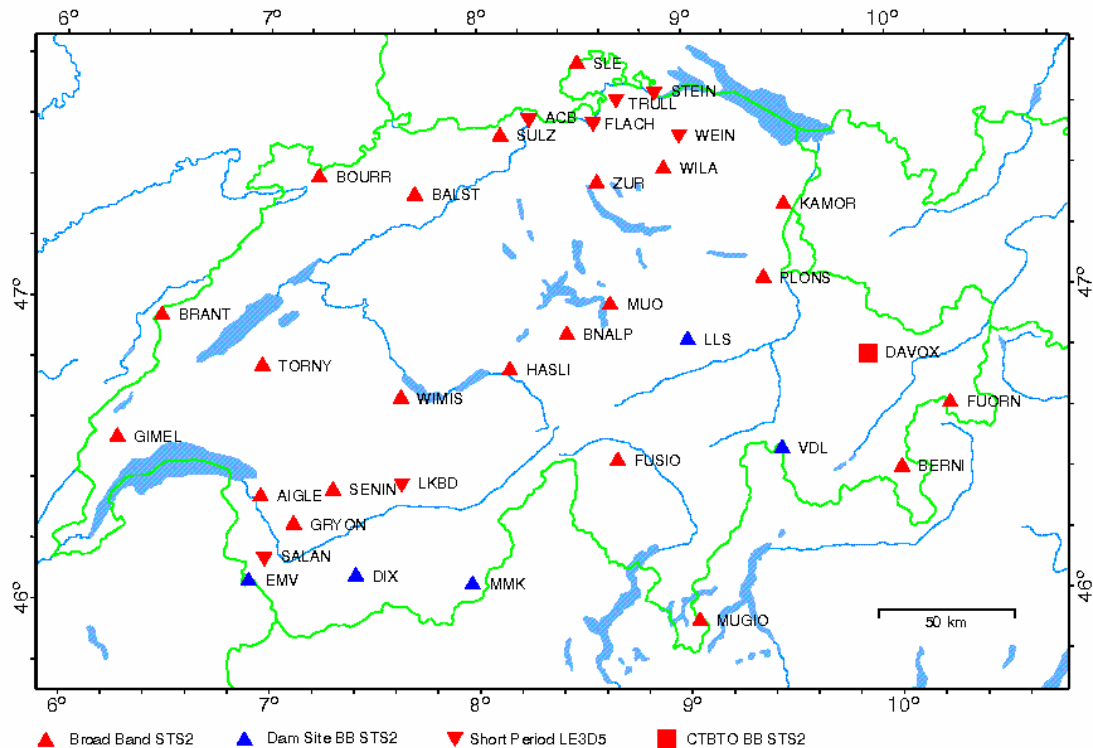 6° 7° 8° 9° 10°
SLE
STEIN
TRULL
ACB
FLACH
SULZ
WEIN
WILA
BOURR
ZUR
BALST
KAMOR
PLONS
47° 47°
MUO
BRANT
BNALP
LLS
DAVOX
TORNY
HASLI
WIMIS
FUORN
GIMEL
VDL
FUSIO
BERNI
LKBD
SENIN
AIGLE
GRYON
SALAN
EMV
DIX
MMK
46° 46°
MUGIO
50 km
6° 7° 8° 9° 10°
Broad Band STS2 Dam Site BB STS2 Short Period LE3D5 CTBTO BB STS2